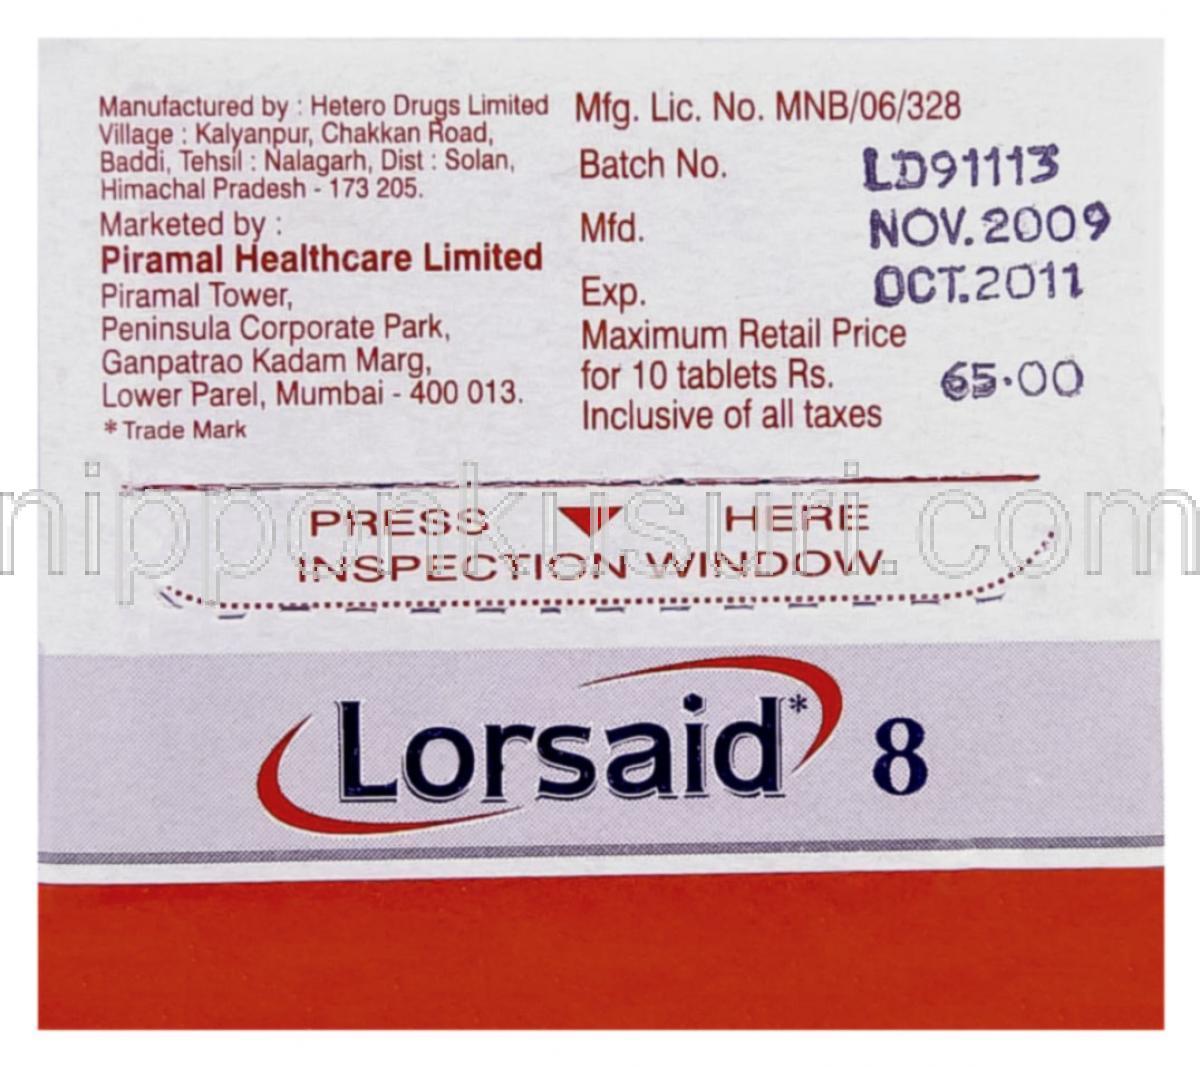 Manufactured by : Hetero Drugs Limited
Village : Kalyanpur, Chakkan Road,
Baddi, Tehsil : Nalagarh, Dist : Solan,
Himachal Pradesh - 173 205.
Marketed by :
Piramal Healthcare Limited
Piramal Tower,
Peninsula Corporate Park,
Ganpatrao Kadam Marg,
Lower Parel, Mumbai - 400 013.
* Trade Mark
Mfg. Lic. No. MNB/06/328
Batch No. LD91113
Mfd. NOV.2009
Exp. OCT.2011
Maximum Retail Price
for 10 tablets Rs. 65.00
Inclusive of all taxes
nipponkusuri.com
PRESS HERE
INSPECTION WINDOW
Lorsaid* 8